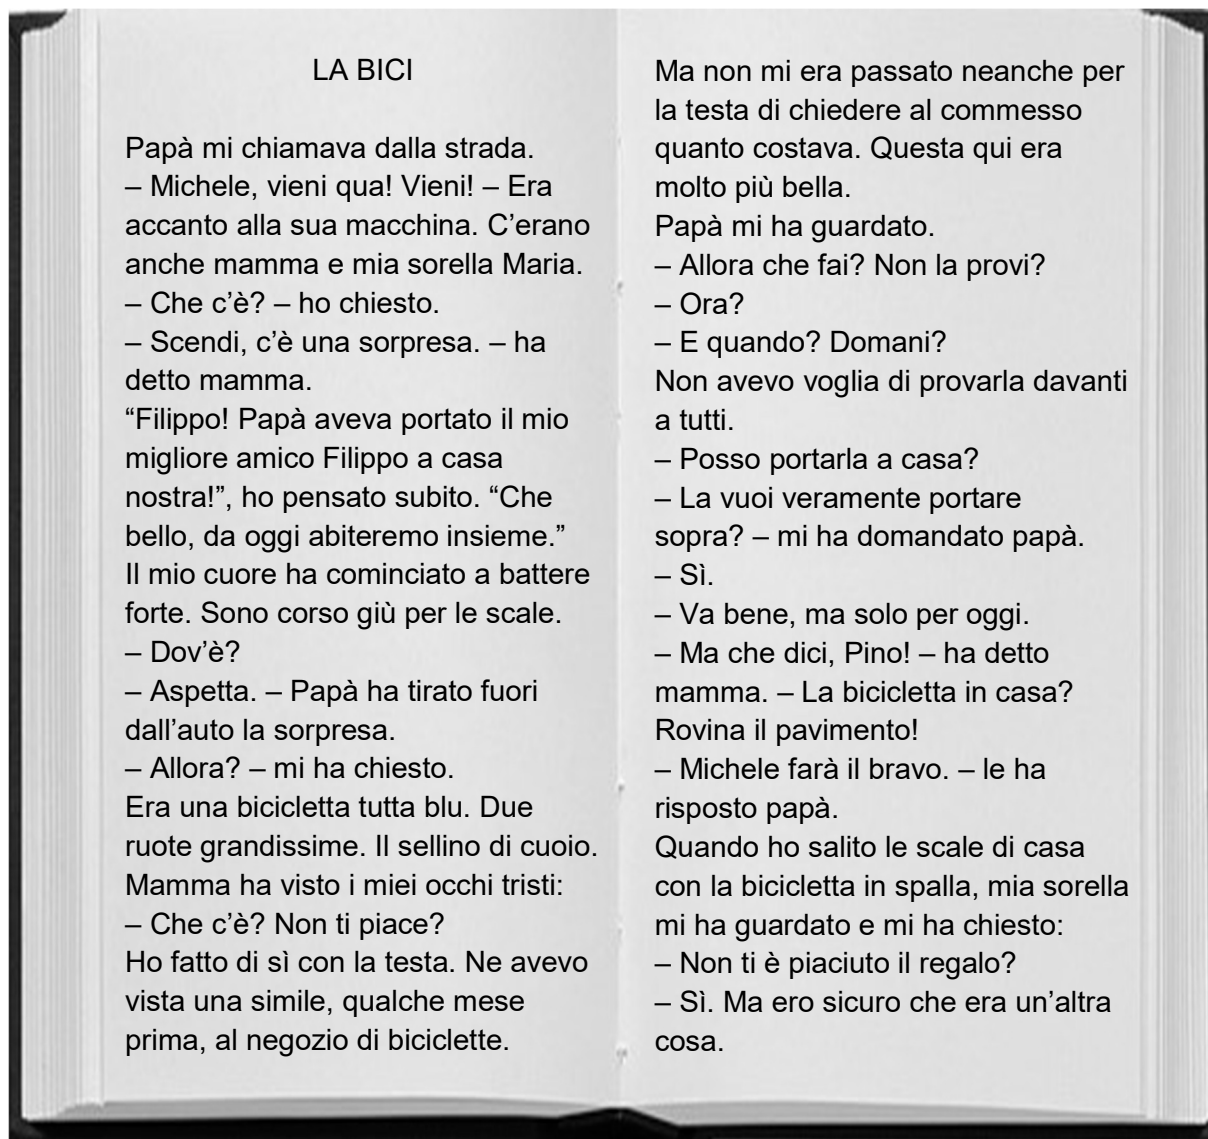 LA BICI
Papà mi chiamava dalla strada.
– Michele, vieni qua! Vieni! – Era
accanto alla sua macchina. C’erano
anche mamma e mia sorella Maria.
– Che c’è? – ho chiesto.
– Scendi, c’è una sorpresa. – ha
detto mamma.
“Filippo! Papà aveva portato il mio
migliore amico Filippo a casa
nostra!”, ho pensato subito. “Che
bello, da oggi abiteremo insieme.”
Il mio cuore ha cominciato a battere
forte. Sono corso giù per le scale.
– Dov’è?
– Aspetta. – Papà ha tirato fuori
dall’auto la sorpresa.
– Allora? – mi ha chiesto.
Era una bicicletta tutta blu. Due
ruote grandissime. Il sellino di cuoio.
Mamma ha visto i miei occhi tristi:
– Che c’è? Non ti piace?
Ho fatto di sì con la testa. Ne avevo
vista una simile, qualche mese
prima, al negozio di biciclette.
Ma non mi era passato neanche per
la testa di chiedere al commesso
quanto costava. Questa qui era
molto più bella.
Papà mi ha guardato.
– Allora che fai? Non la provi?
– Ora?
– E quando? Domani?
Non avevo voglia di provarla davanti
a tutti.
– Posso portarla a casa?
– La vuoi veramente portare
sopra? – mi ha domandato papà.
– Sì.
– Va bene, ma solo per oggi.
– Ma che dici, Pino! – ha detto
mamma. – La bicicletta in casa?
Rovina il pavimento!
– Michele farà il bravo. – le ha
risposto papà.
Quando ho salito le scale di casa
con la bicicletta in spalla, mia sorella
mi ha guardato e mi ha chiesto:
– Non ti è piaciuto il regalo?
– Sì. Ma ero sicuro che era un’altra
cosa.